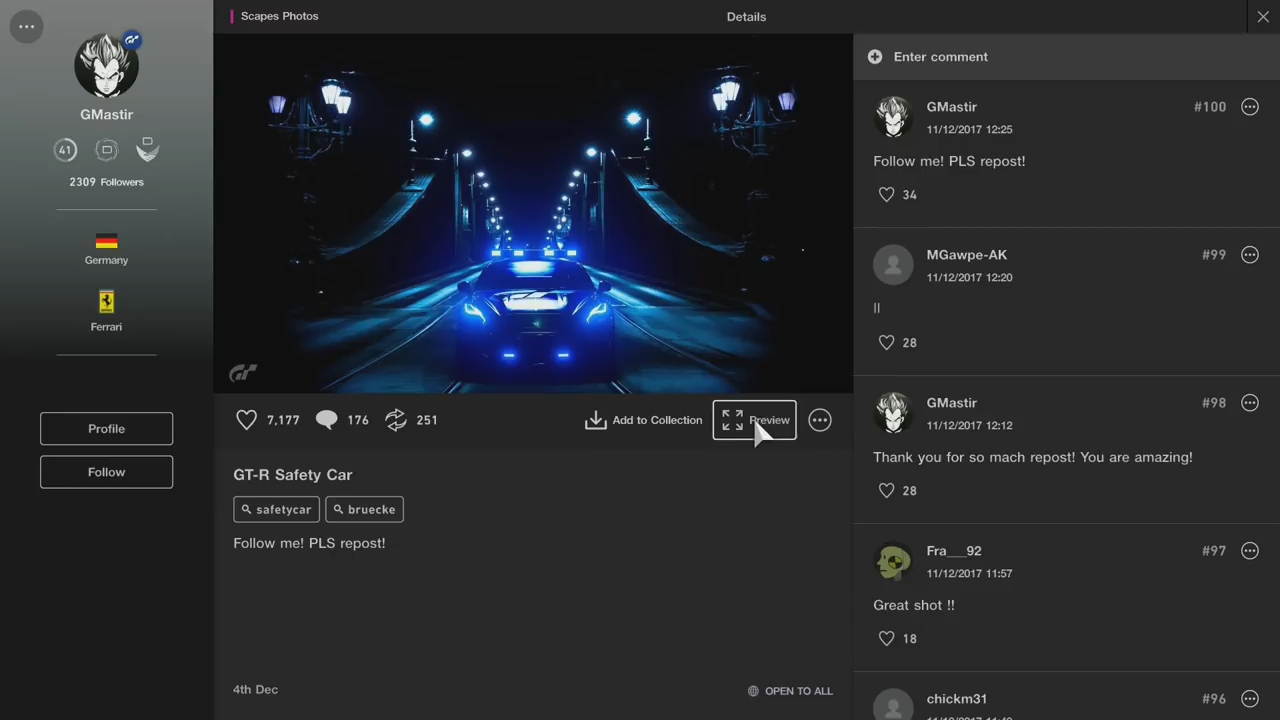 Scapes Photos
Details
GMastir
41
2309 Followers
Germany
Ferrari
Profile
Follow
7,177
176
251
Add to Collection
Preview
GT-R Safety Car
safetycar
bruecke
Follow me! PLS repost!
4th Dec
OPEN TO ALL
Enter comment
GMastir
#100
11/12/2017 12:25
Follow me! PLS repost!
34
MGawpe-AK
#99
11/12/2017 12:20
II
28
GMastir
#98
11/12/2017 12:12
Thank you for so mach repost! You are amazing!
28
Fra___92
#97
11/12/2017 11:57
Great shot !!
18
chickm31
#96